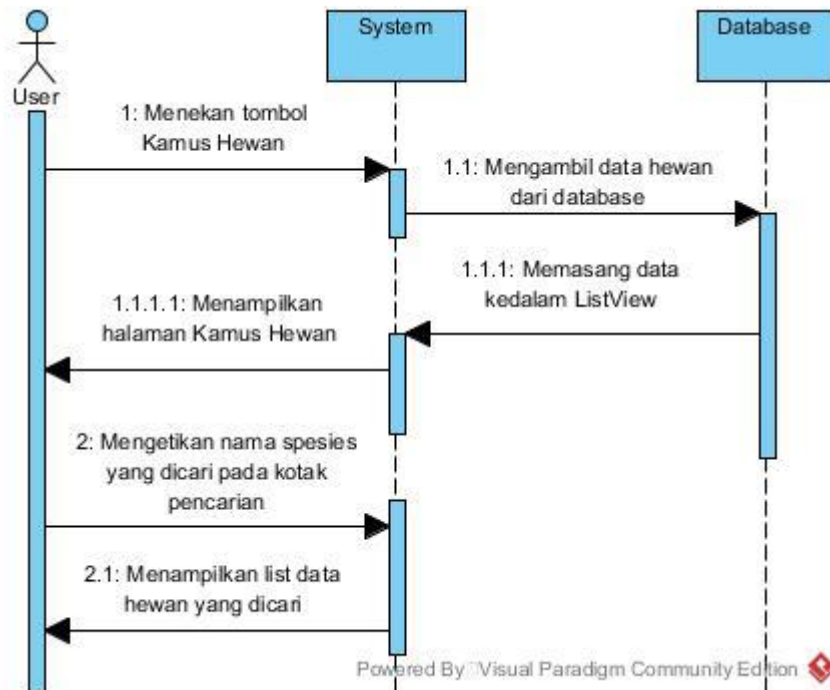 System
Database
User
1: Menekan tombol
Kamus Hewan
1.1: Mengambil data hewan
dari database
1.1.1: Memasang data
kedalam ListView
1.1.1.1: Menampilkan
halaman Kamus Hewan
2: Mengetikan nama spesies
yang dicari pada kotak
pencarian
2.1: Menampilkan list data
hewan yang dicari
Powered By Visual Paradigm Community Edition